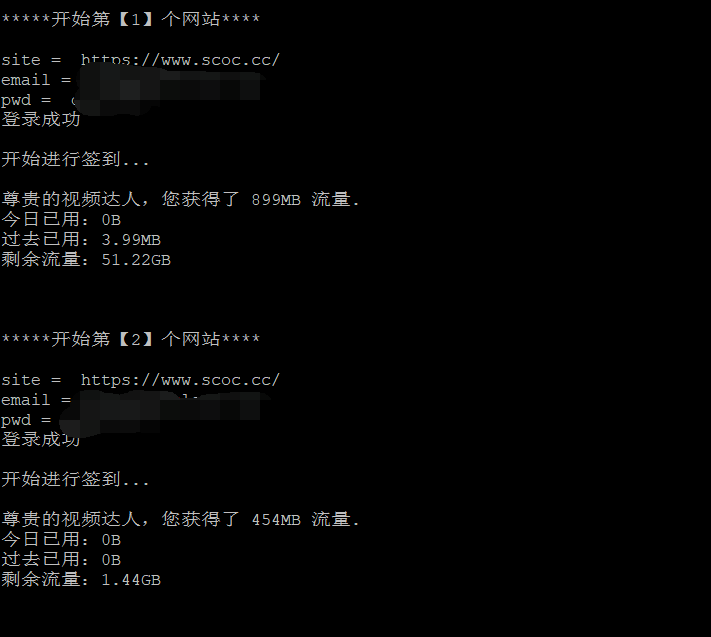 *****开始第【1】个网站****
site =  https://www.scoc.cc/
email =
pwd =
登录成功
开始进行签到...
尊贵的视频达人，您获得了 899MB 流量.
今日已用：0B
过去已用：3.99MB
剩余流量：51.22GB
*****开始第【2】个网站****
site =  https://www.scoc.cc/
email =
pwd =
登录成功
开始进行签到...
尊贵的视频达人，您获得了 454MB 流量.
今日已用：0B
过去已用：0B
剩余流量：1.44GB